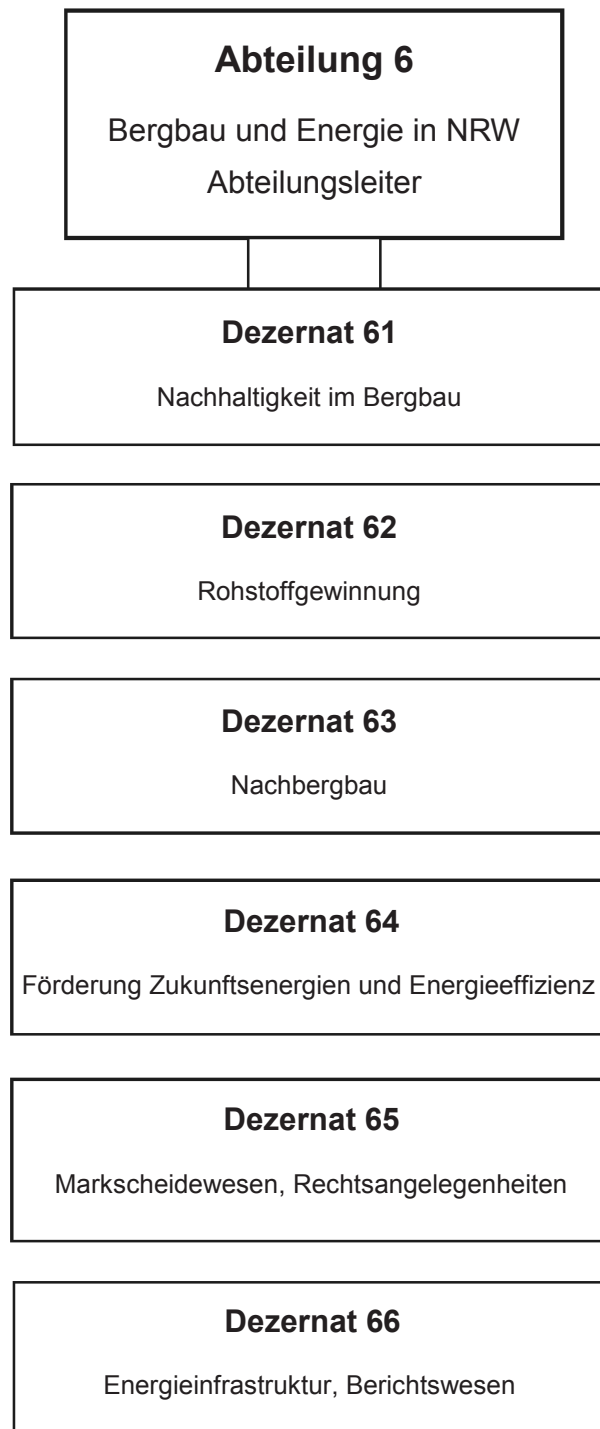 Abteilung 6
Bergbau und Energie in NRW
Abteilungsleiter
Dezernat 61
Nachhaltigkeit im Bergbau
Dezernat 62
Rohstoffgewinnung
Dezernat 63
Nachbergbau
Dezernat 64
Förderung Zukunftsenergien und Energieeffizienz
Dezernat 65
Markscheidewesen, Rechtsangelegenheiten
Dezernat 66
Energieinfrastruktur, Berichtswesen